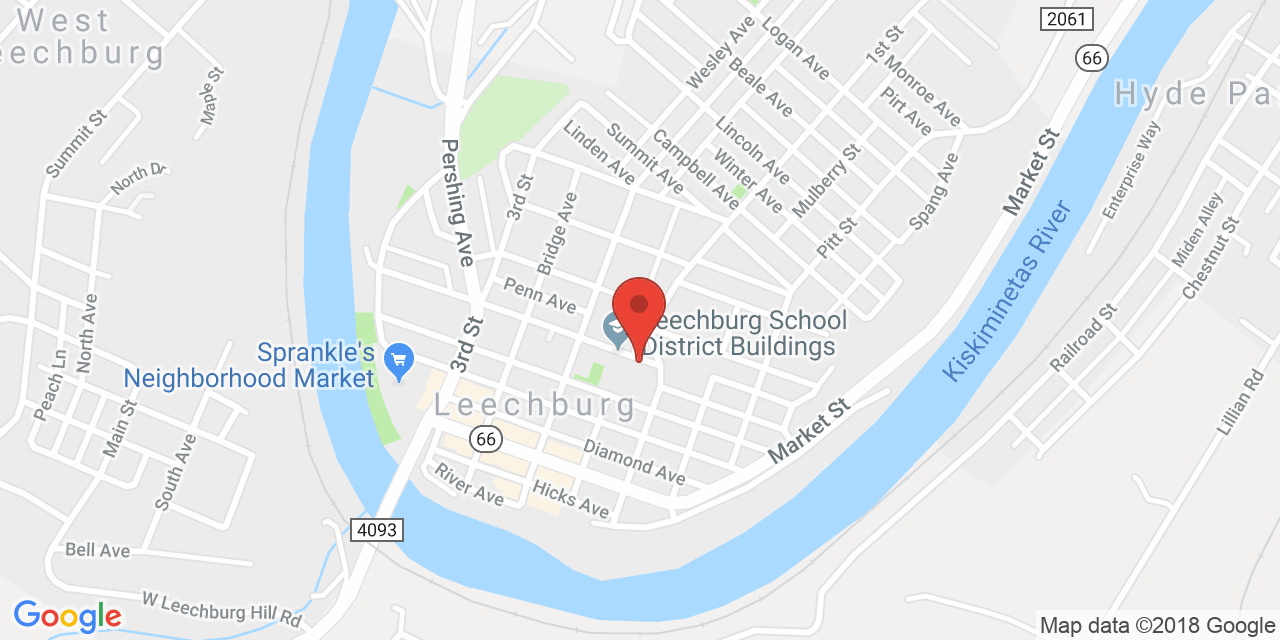 West
eechburg
2061
66
Hyde Pa
Wesley Ave
Logan Ave
1st St
Monroe Ave
Beale Ave
Pirt Ave
Maple St
Summit St
North Dr
Pershing Ave
Linden Ave
Summit Ave
Campbell Ave
Lincoln Ave
Winter Ave
Mulberry St
Pitt St
Spang Ave
Market St
Enterprise Way
Miden Alley
Chestnut St
3rd St
Bridge Ave
Penn Ave
Kiskiminetas River
Railroad St
Lillian Rd
Leechburg School
District Buildings
3rd St
Sprankle's
Neighborhood Market
North Ave
Peach Ln
Main St
South Ave
Leechburg
66
Diamond Ave
Market St
River Ave
Hicks Ave
4093
Bell Ave
W Leechburg Hill Rd
Google
Map data ©2018 Google